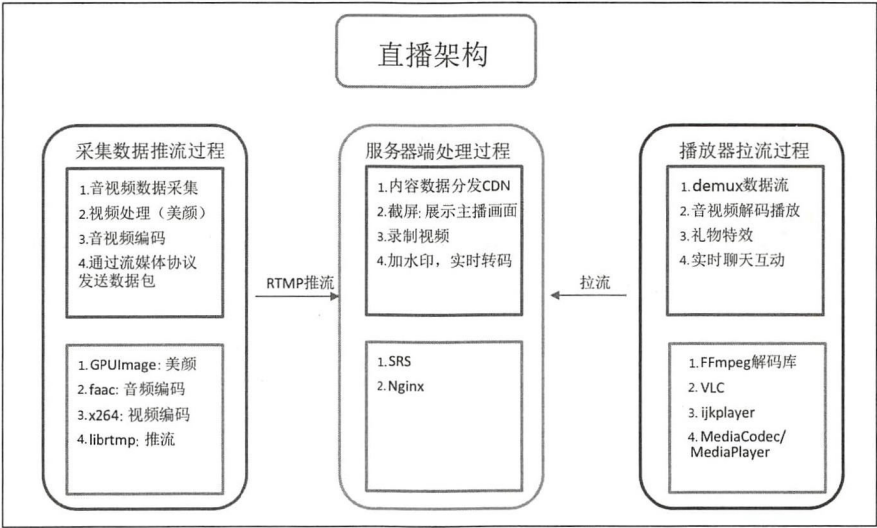 直播架构
采集数据推流过程
1.音视频数据采集
2.视频处理（美颜）
3.音视频编码
4.通过流媒体协议
发送数据包
1.GPUImage: 美颜
2.faac: 音频编码
3.x264: 视频编码
4.librtmp: 推流
RTMP推流
服务器端处理过程
1.内容数据分发CDN
2.截屏: 展示主播画面
3.录制视频
4.加水印，实时转码
1.SRS
2.Nginx
拉流
播放器拉流过程
1.demux数据流
2.音视频解码播放
3.礼物特效
4.实时聊天互动
1.FFmpeg解码库
2.VLC
3.ijkplayer
4.MediaCodec/
MediaPlayer